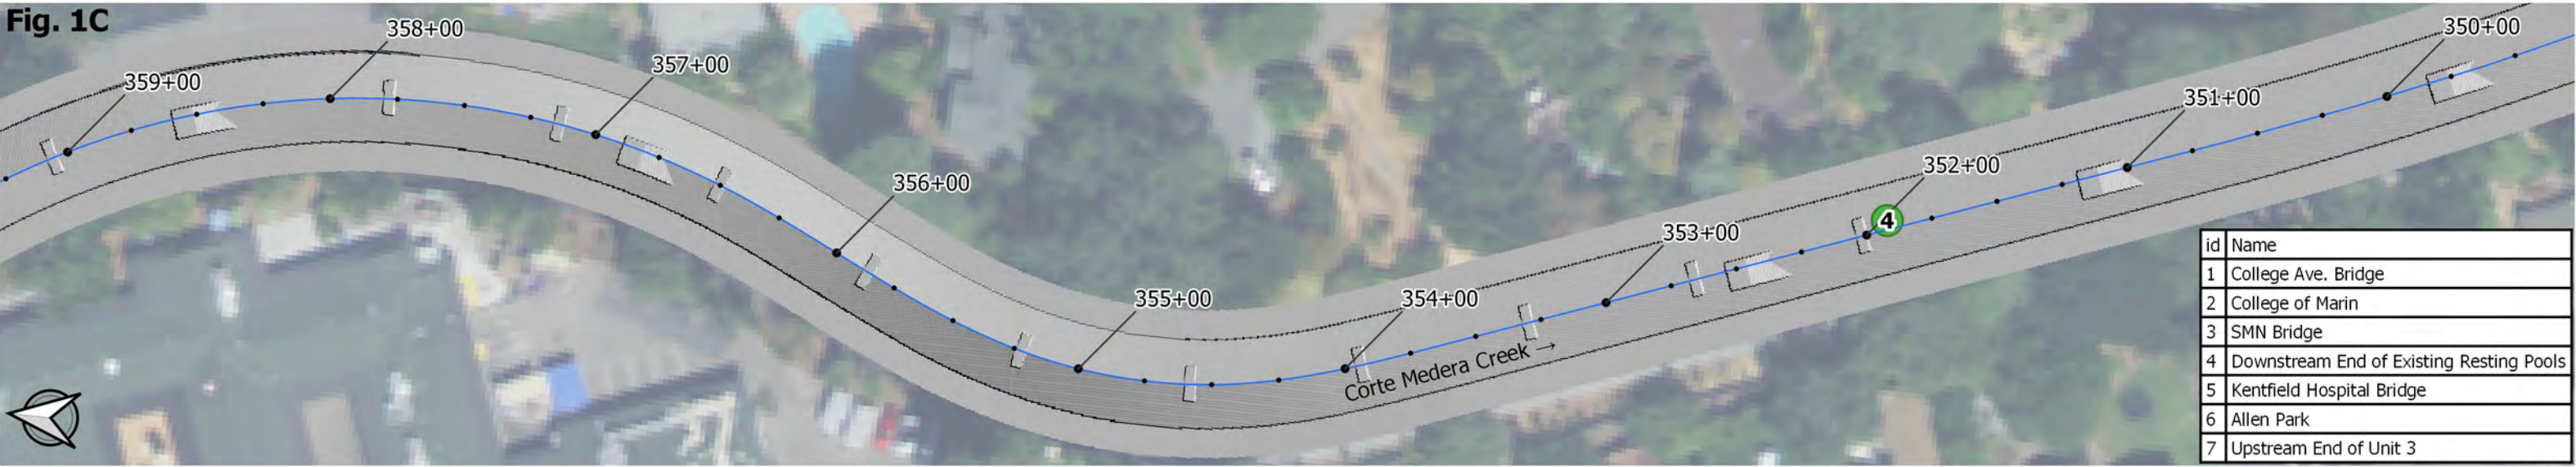 Fig. 1C
359+00
358+00
357+00
356+00
355+00
354+00
353+00
352+00
351+00
350+00
4
Corte Medera Creek →
id Name
1 College Ave. Bridge
2 College of Marin
3 SMN Bridge
4 Downstream End of Existing Resting Pools
5 Kentfield Hospital Bridge
6 Allen Park
7 Upstream End of Unit 3